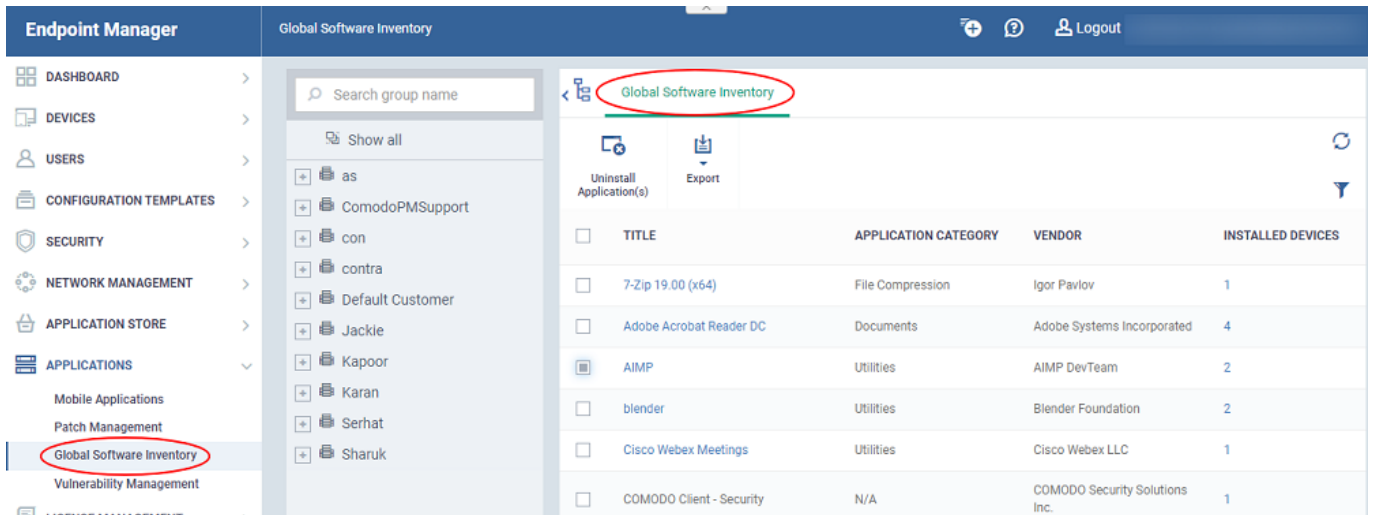 Endpoint Manager
Global Software Inventory
Logout
DASHBOARD
DEVICES
USERS
CONFIGURATION TEMPLATES
SECURITY
NETWORK MANAGEMENT
APPLICATION STORE
APPLICATIONS
Mobile Applications
Patch Management
Global Software Inventory
Vulnerability Management
LICENSE MANAGEMENT
Search group name
Show all
as
ComodoPMSupport
con
contra
Default Customer
Jackie
Kapoor
Karan
Serhat
Sharuk
Global Software Inventory
Uninstall
Application(s)
Export
TITLE APPLICATION CATEGORY VENDOR INSTALLED DEVICES
7-Zip 19.00 (x64) File Compression Igor Pavlov 1
Adobe Acrobat Reader DC Documents Adobe Systems Incorporated 4
AIMP Utilities AIMP DevTeam 2
blender Utilities Blender Foundation 2
Cisco Webex Meetings Utilities Cisco Webex LLC 1
COMODO Client - Security N/A COMODO Security Solutions 1
Inc.